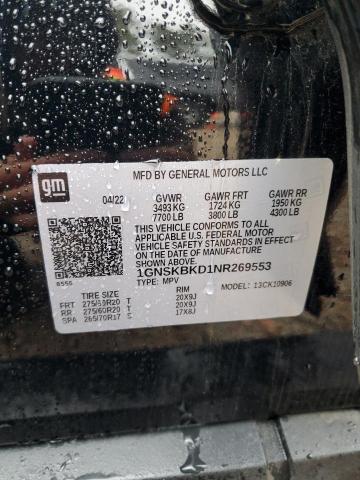 gm
MFD BY GENERAL MOTORS LLC
04/22 GVWR GAWR FRT GAWR RR
3493 KG 1724 KG 1950 KG
7700 LB 3800 LB 4300 LB
THIS VEHICLE CONFORMS TO ALL
APPLICABLE U.S. FEDERAL MOTOR
VEHICLE SAFETY STANDARDS IN EFFECT
ON THE DATE OF MANUFACTURE
SHOWN ABOVE.
1GNSKBKD1NR269553
8555 TYPE: MPV MODEL: 13CK10906
TIRE SIZE RIM
FRT 275/60R20 T 20X9J
RR 275/60R20 T 20X9J
SPA 265/70R17 S 17X8J